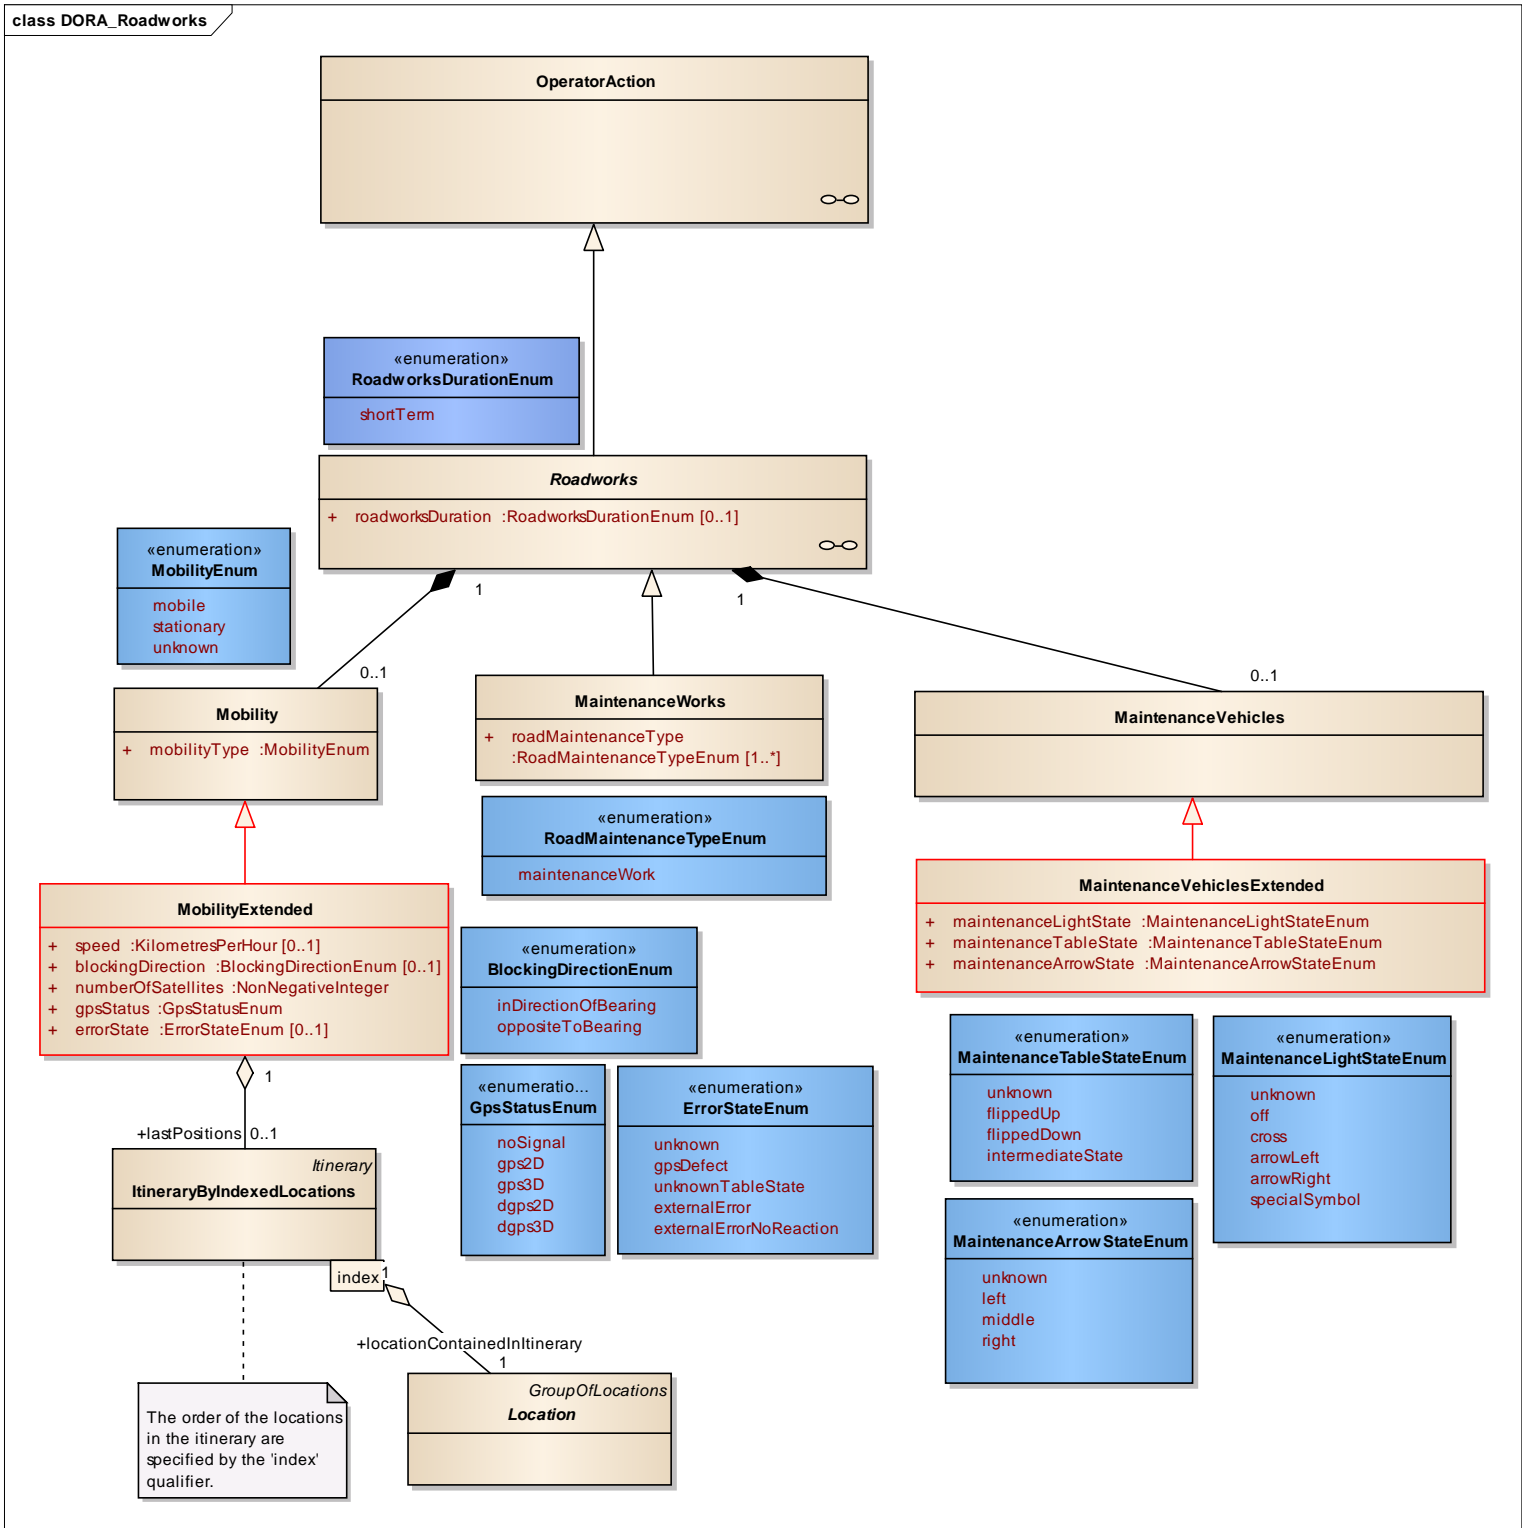 class DORA_Roadworks
OperatorAction
«enumeration»
RoadworksDurationEnum
shortTerm
Roadworks
+ roadworksDuration :RoadworksDurationEnum [0..1]
«enumeration»
MobilityEnum
mobile
stationary
unknown
1
1
0..1
0..1
Mobility
+ mobilityType :MobilityEnum
MaintenanceWorks
+ roadMaintenanceType
:RoadMaintenanceTypeEnum [1..*]
MaintenanceVehicles
«enumeration»
RoadMaintenanceTypeEnum
maintenanceWork
MobilityExtended
+ speed :KilometresPerHour [0..1]
+ blockingDirection :BlockingDirectionEnum [0..1]
+ numberOfSatellites :NonNegativeInteger
+ gpsStatus :GpsStatusEnum
+ errorState :ErrorStateEnum [0..1]
MaintenanceVehiclesExtended
+ maintenanceLightState :MaintenanceLightStateEnum
+ maintenanceTableState :MaintenanceTableStateEnum
+ maintenanceArrowState :MaintenanceArrowStateEnum
«enumeration»
BlockingDirectionEnum
inDirectionOfBearing
oppositeToBearing
«enumeratio...
GpsStatusEnum
noSignal
gps2D
gps3D
dgps2D
dgps3D
«enumeration»
ErrorStateEnum
unknown
gpsDefect
unknownTableState
externalError
externalErrorNoReaction
«enumeration»
MaintenanceTableStateEnum
unknown
flippedUp
flippedDown
intermediateState
«enumeration»
MaintenanceLightStateEnum
unknown
off
cross
arrowLeft
arrowRight
specialSymbol
«enumeration»
MaintenanceArrowStateEnum
unknown
left
middle
right
1
+lastPositions 0..1
Itinerary
ItineraryByIndexedLocations
index 1
+locationContainedInItinerary
1
GroupOfLocations
Location
The order of the locations
in the itinerary are
specified by the 'index'
qualifier.